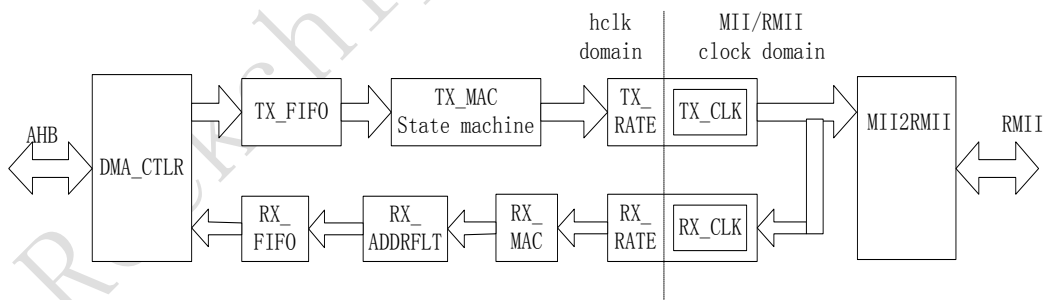 hclk
domain
MII/RMII
clock domain
AHB
DMA_CTLR
TX_FIFO
TX_MAC
State machine
TX_
RATE
TX_CLK
MII2RMII
RMII
RX_
FIFO
RX_
ADDRFLT
RX_
MAC
RX_
RATE
RX_CLK
Rockchip